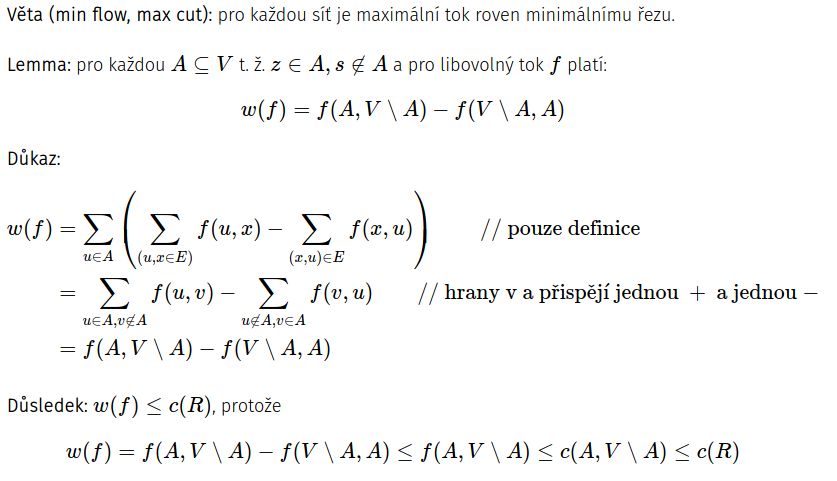 Věta (min flow, max cut): pro každou síť je maximální tok roven minimálnímu řezu.
Lemma: pro každou A ⊆ V t. ž. z ∈ A, s ∉ A a pro libovolný tok f platí:
w(f) = f(A, V \ A) − f(V \ A, A)
Důkaz:
w(f) = ∑_{u∈A} ( ∑_{(u,x∈E)} f(u, x) − ∑_{(x,u)∈E} f(x, u) ) // pouze definice
= ∑_{u∈A,v∉A} f(u, v) − ∑_{u∉A,v∈A} f(v, u) // hrany v a přispějí jednou + a jednou −
= f(A, V \ A) − f(V \ A, A)
Důsledek: w(f) ≤ c(R), protože
w(f) = f(A, V \ A) − f(V \ A, A) ≤ f(A, V \ A) ≤ c(A, V \ A) ≤ c(R)